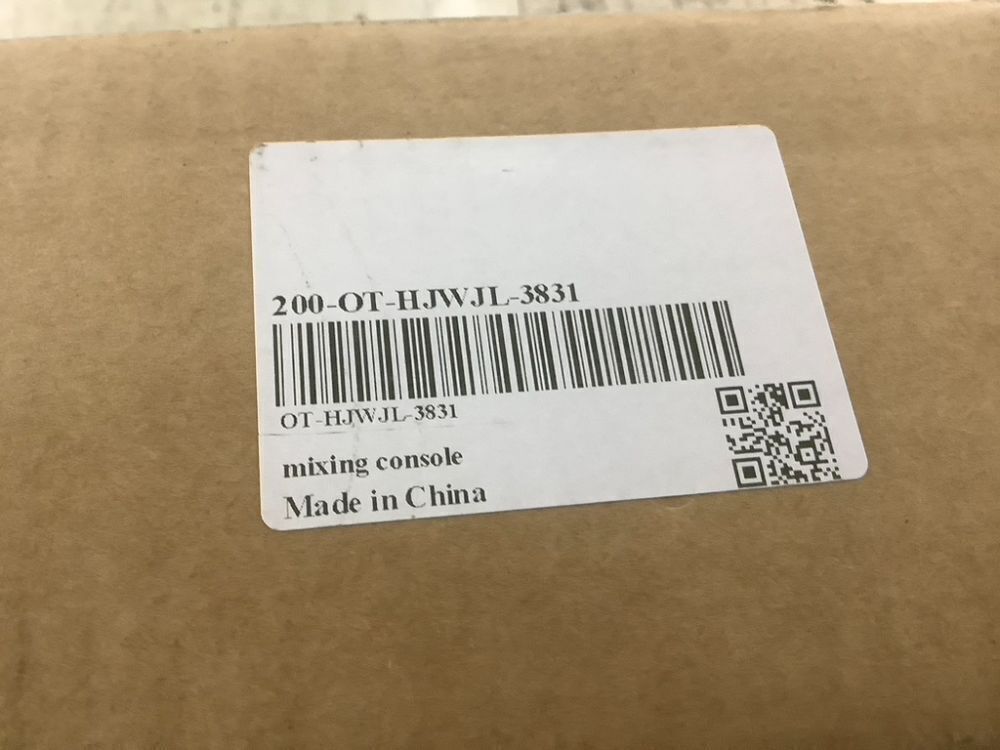 200-OT-HJWJL-3831
OT-HJWJL-3831
mixing console
Made in China